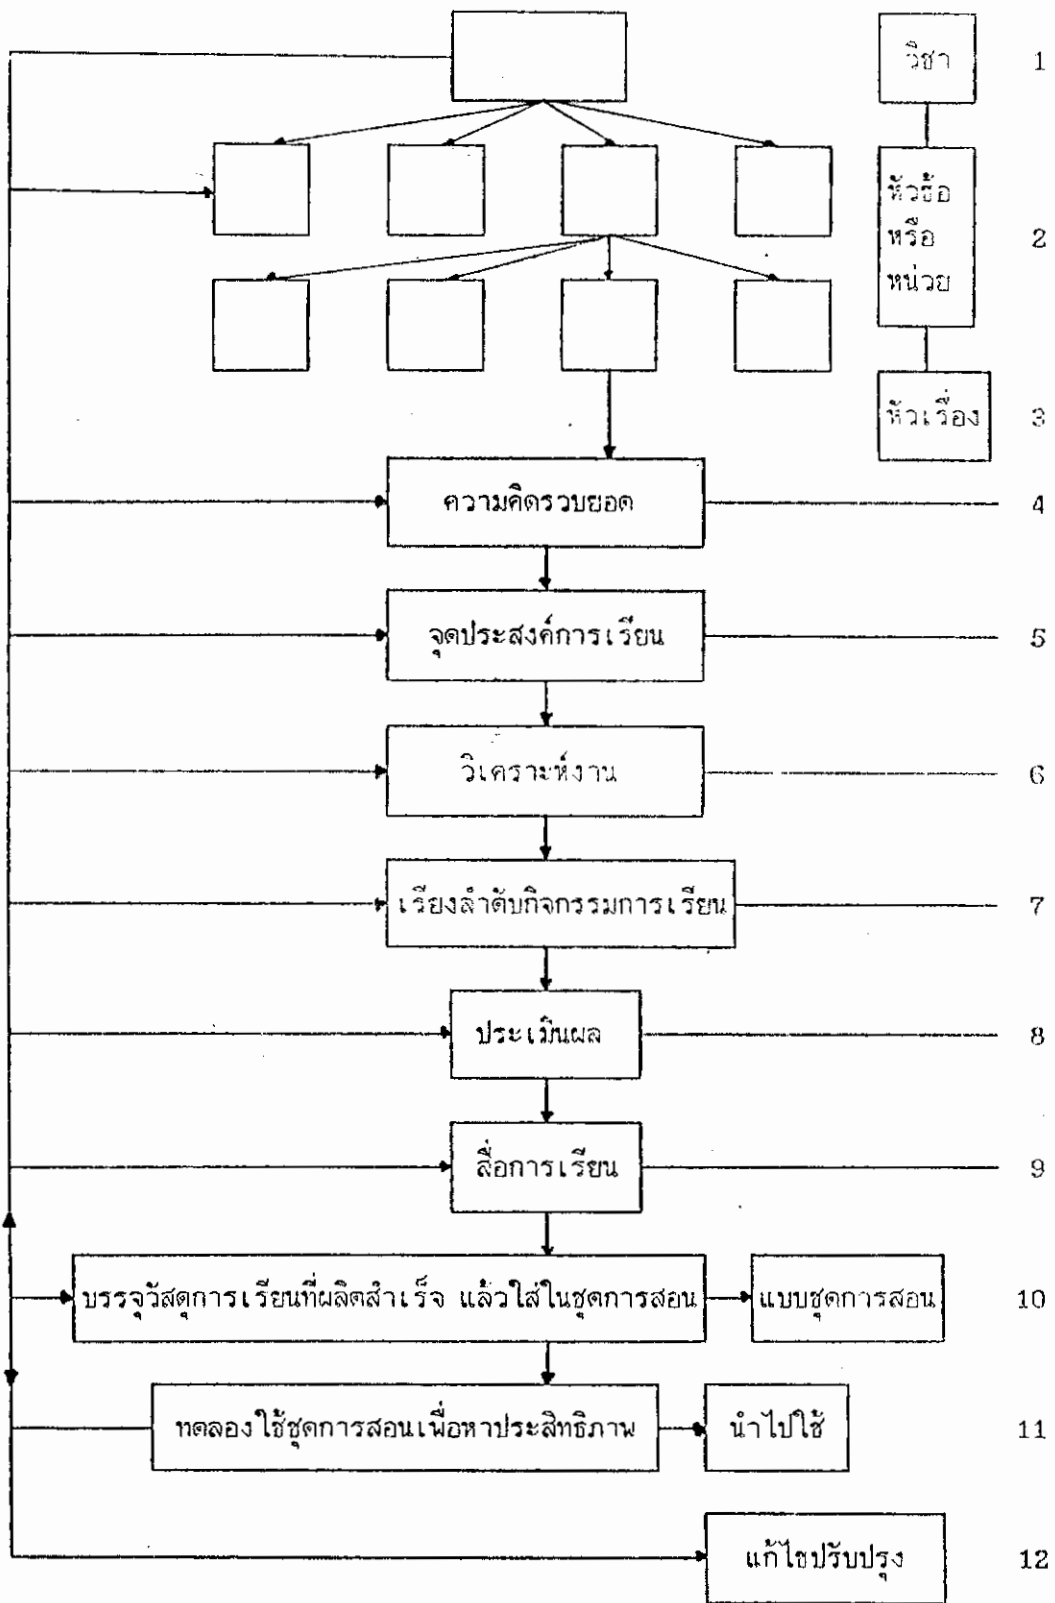 วิชา 1
หัวข้อ
หรือ 2
หน่วย
หัวเรื่อง 3
ความคิดรวบยอด 4
จุดประสงค์การเรียน 5
วิเคราะห์งาน 6
เรียงลำดับกิจกรรมการเรียน 7
ประเมินผล 8
สื่อการเรียน 9
บรรจุวัสดุการเรียนที่ผลิตสำเร็จ แล้วใส่ในชุดการสอน แบบชุดการสอน 10
ทดลองใช้ชุดการสอนเพื่อหาประสิทธิภาพ นำไปใช้ 11
แก้ไขปรับปรุง 12